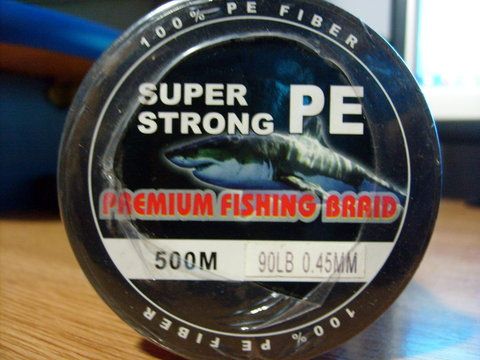 100% PE FIBER
SUPER
STRONG PE
PREMIUM FISHING BRAID
500M 90LB 0.45MM
100% PE FIBER